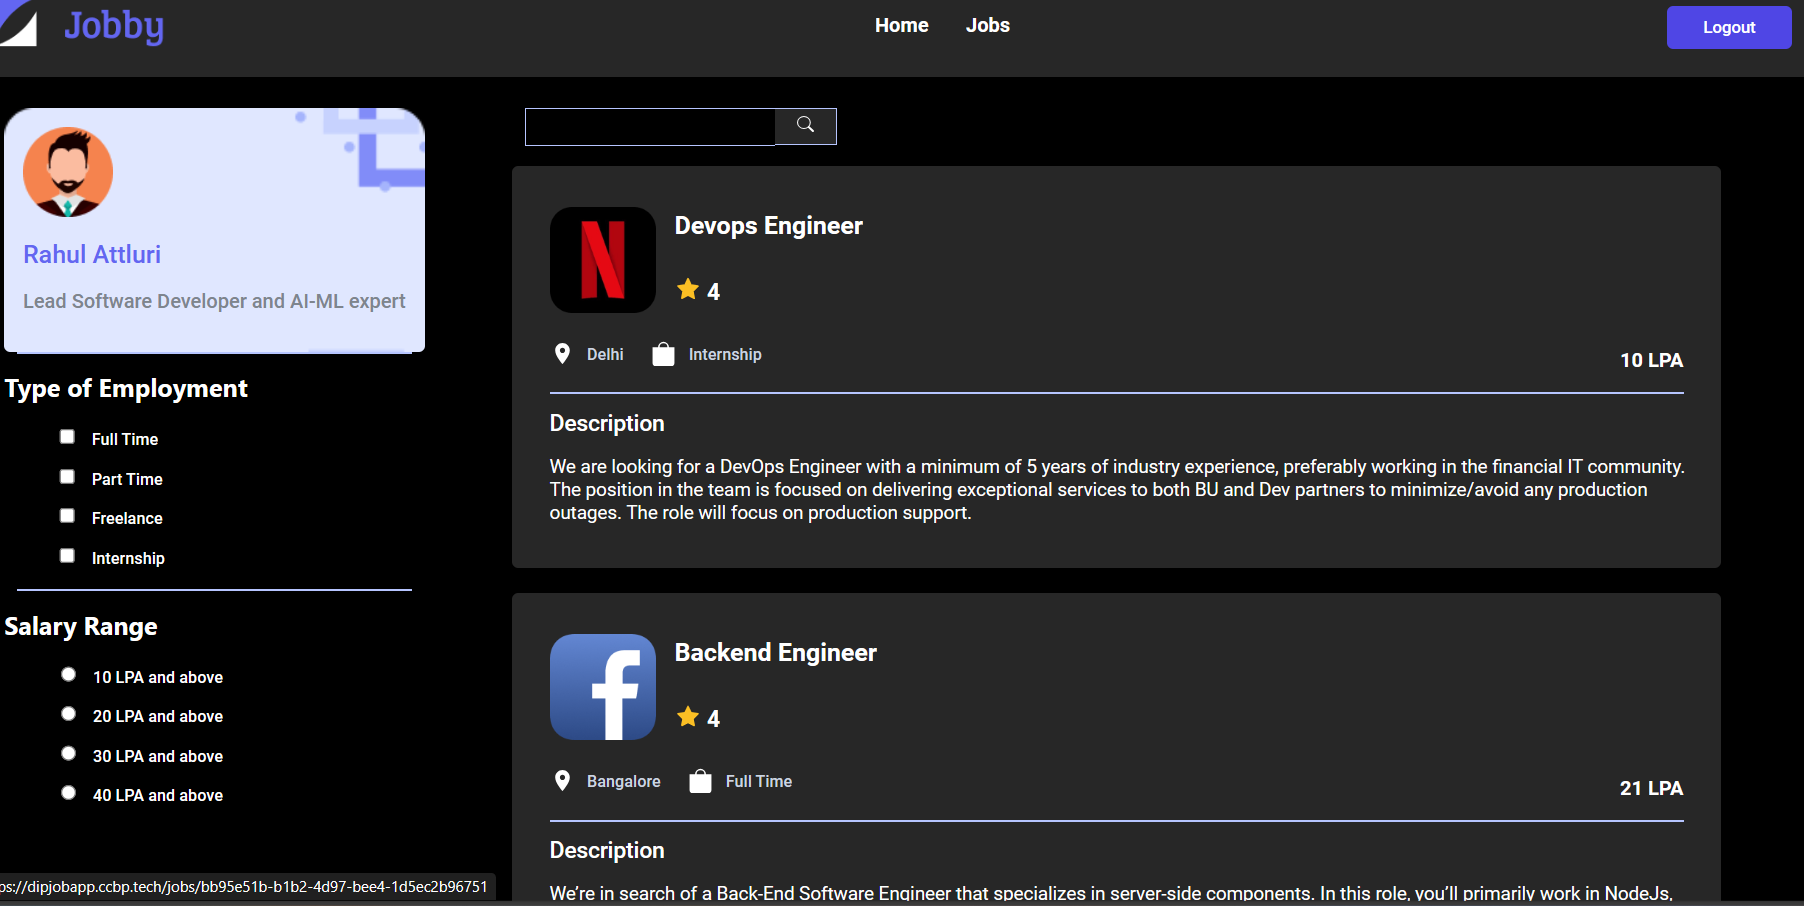 Jobby
Home
Jobs
Logout
Rahul Attluri
Lead Software Developer and AI-ML expert
Type of Employment
Full Time
Part Time
Freelance
Internship
Salary Range
10 LPA and above
20 LPA and above
30 LPA and above
40 LPA and above
Devops Engineer
4
Delhi
Internship
10 LPA
Description
We are looking for a DevOps Engineer with a minimum of 5 years of industry experience, preferably working in the financial IT community.
The position in the team is focused on delivering exceptional services to both BU and Dev partners to minimize/avoid any production
outages. The role will focus on production support.
Backend Engineer
4
Bangalore
Full Time
21 LPA
Description
We’re in search of a Back-End Software Engineer that specializes in server-side components. In this role, you’ll primarily work in NodeJs,
ps://dipjobapp.ccbp.tech/jobs/bb95e51b-b1b2-4d97-bee4-1d5ec2b96751